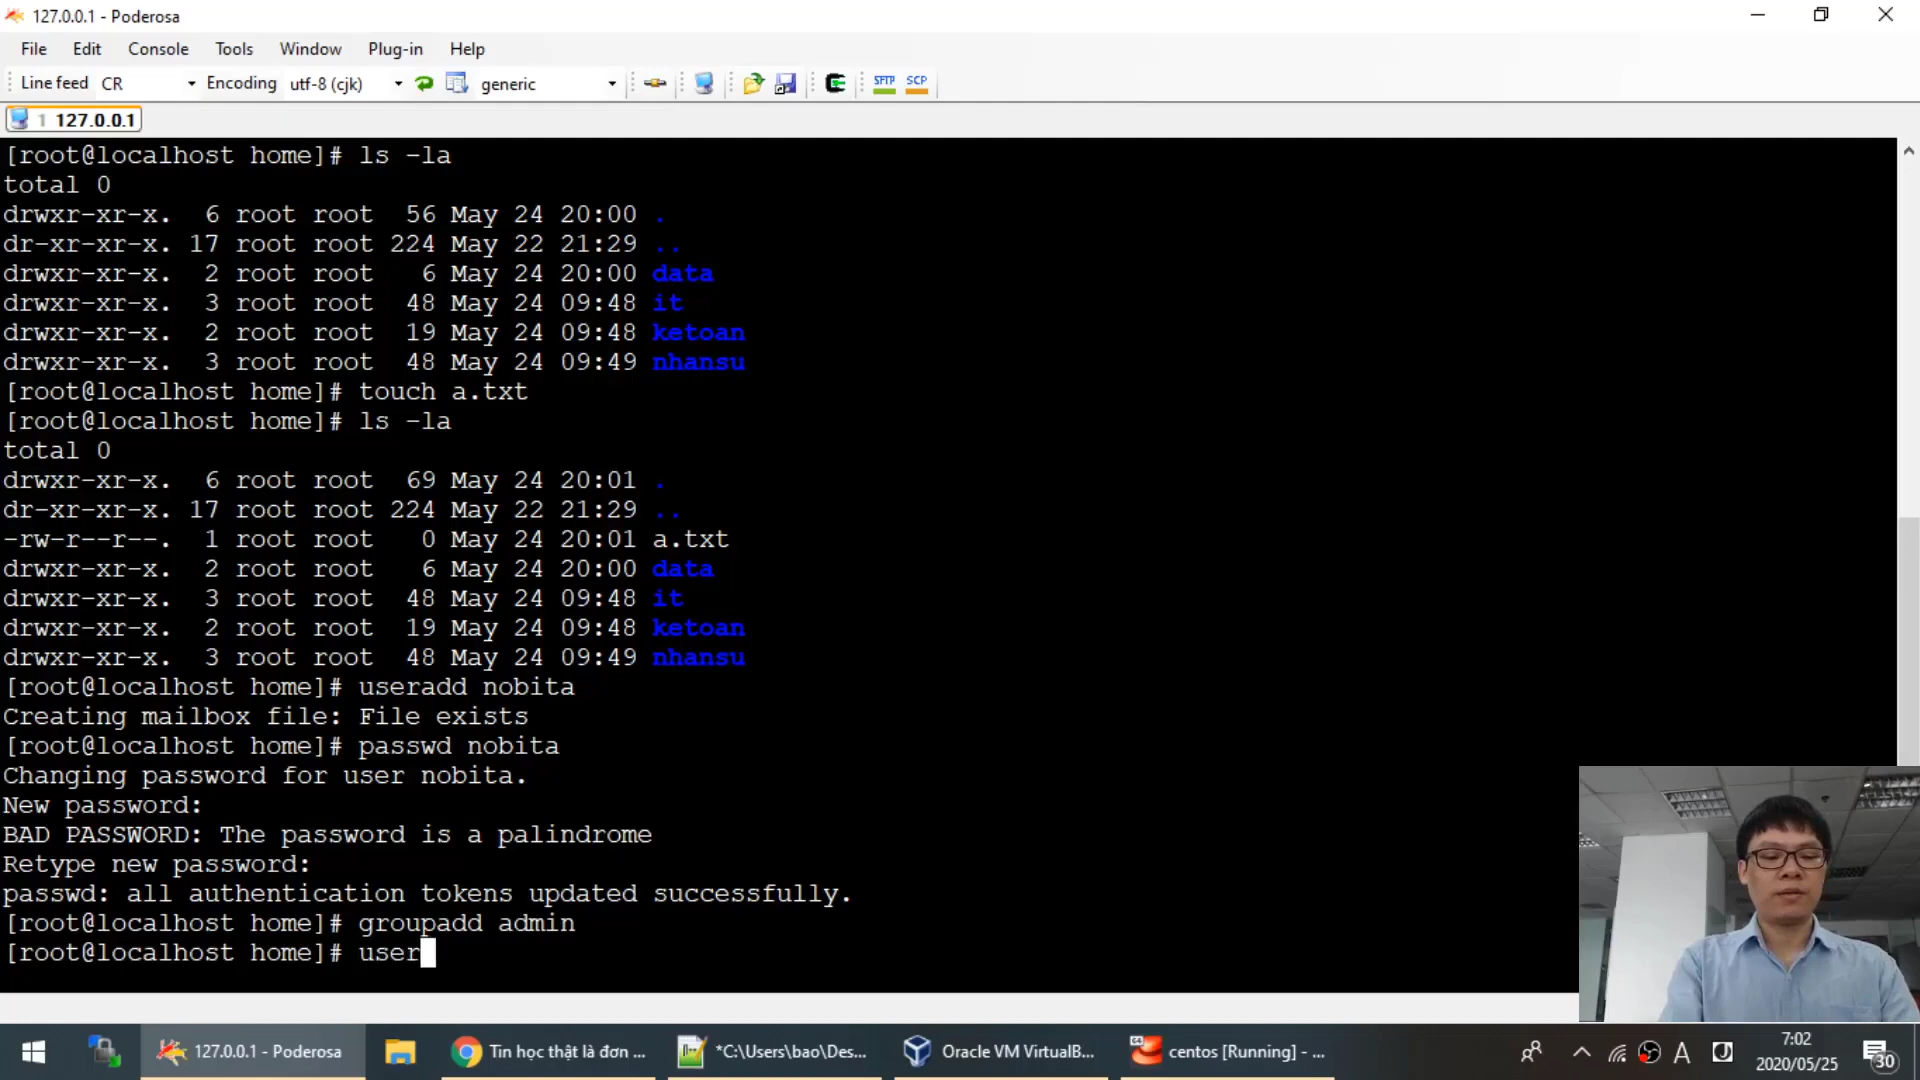 127.0.0.1 - Poderosa
File Edit Console Tools Window Plug-in Help
Line feed CR Encoding utf-8 (cjk) generic SFTP SCP
1 127.0.0.1
[root@localhost home]# ls -la
total 0
drwxr-xr-x. 6 root root 56 May 24 20:00 .
dr-xr-xr-x. 17 root root 224 May 22 21:29 ..
drwxr-xr-x. 2 root root 6 May 24 20:00 data
drwxr-xr-x. 3 root root 48 May 24 09:48 it
drwxr-xr-x. 2 root root 19 May 24 09:48 ketoan
drwxr-xr-x. 3 root root 48 May 24 09:49 nhansu
[root@localhost home]# touch a.txt
[root@localhost home]# ls -la
total 0
drwxr-xr-x. 6 root root 69 May 24 20:01 .
dr-xr-xr-x. 17 root root 224 May 22 21:29 ..
-rw-r--r--. 1 root root 0 May 24 20:01 a.txt
drwxr-xr-x. 2 root root 6 May 24 20:00 data
drwxr-xr-x. 3 root root 48 May 24 09:48 it
drwxr-xr-x. 2 root root 19 May 24 09:48 ketoan
drwxr-xr-x. 3 root root 48 May 24 09:49 nhansu
[root@localhost home]# useradd nobita
Creating mailbox file: File exists
[root@localhost home]# passwd nobita
Changing password for user nobita.
New password:
BAD PASSWORD: The password is a palindrome
Retype new password:
passwd: all authentication tokens updated successfully.
[root@localhost home]# groupadd admin
[root@localhost home]# user
127.0.0.1 - Poderosa Tin học thật là đơn ... *C:\Users\bao\Des... Oracle VM VirtualB... 64 centos [Running] - ... A J 7:02
2020/05/25 30